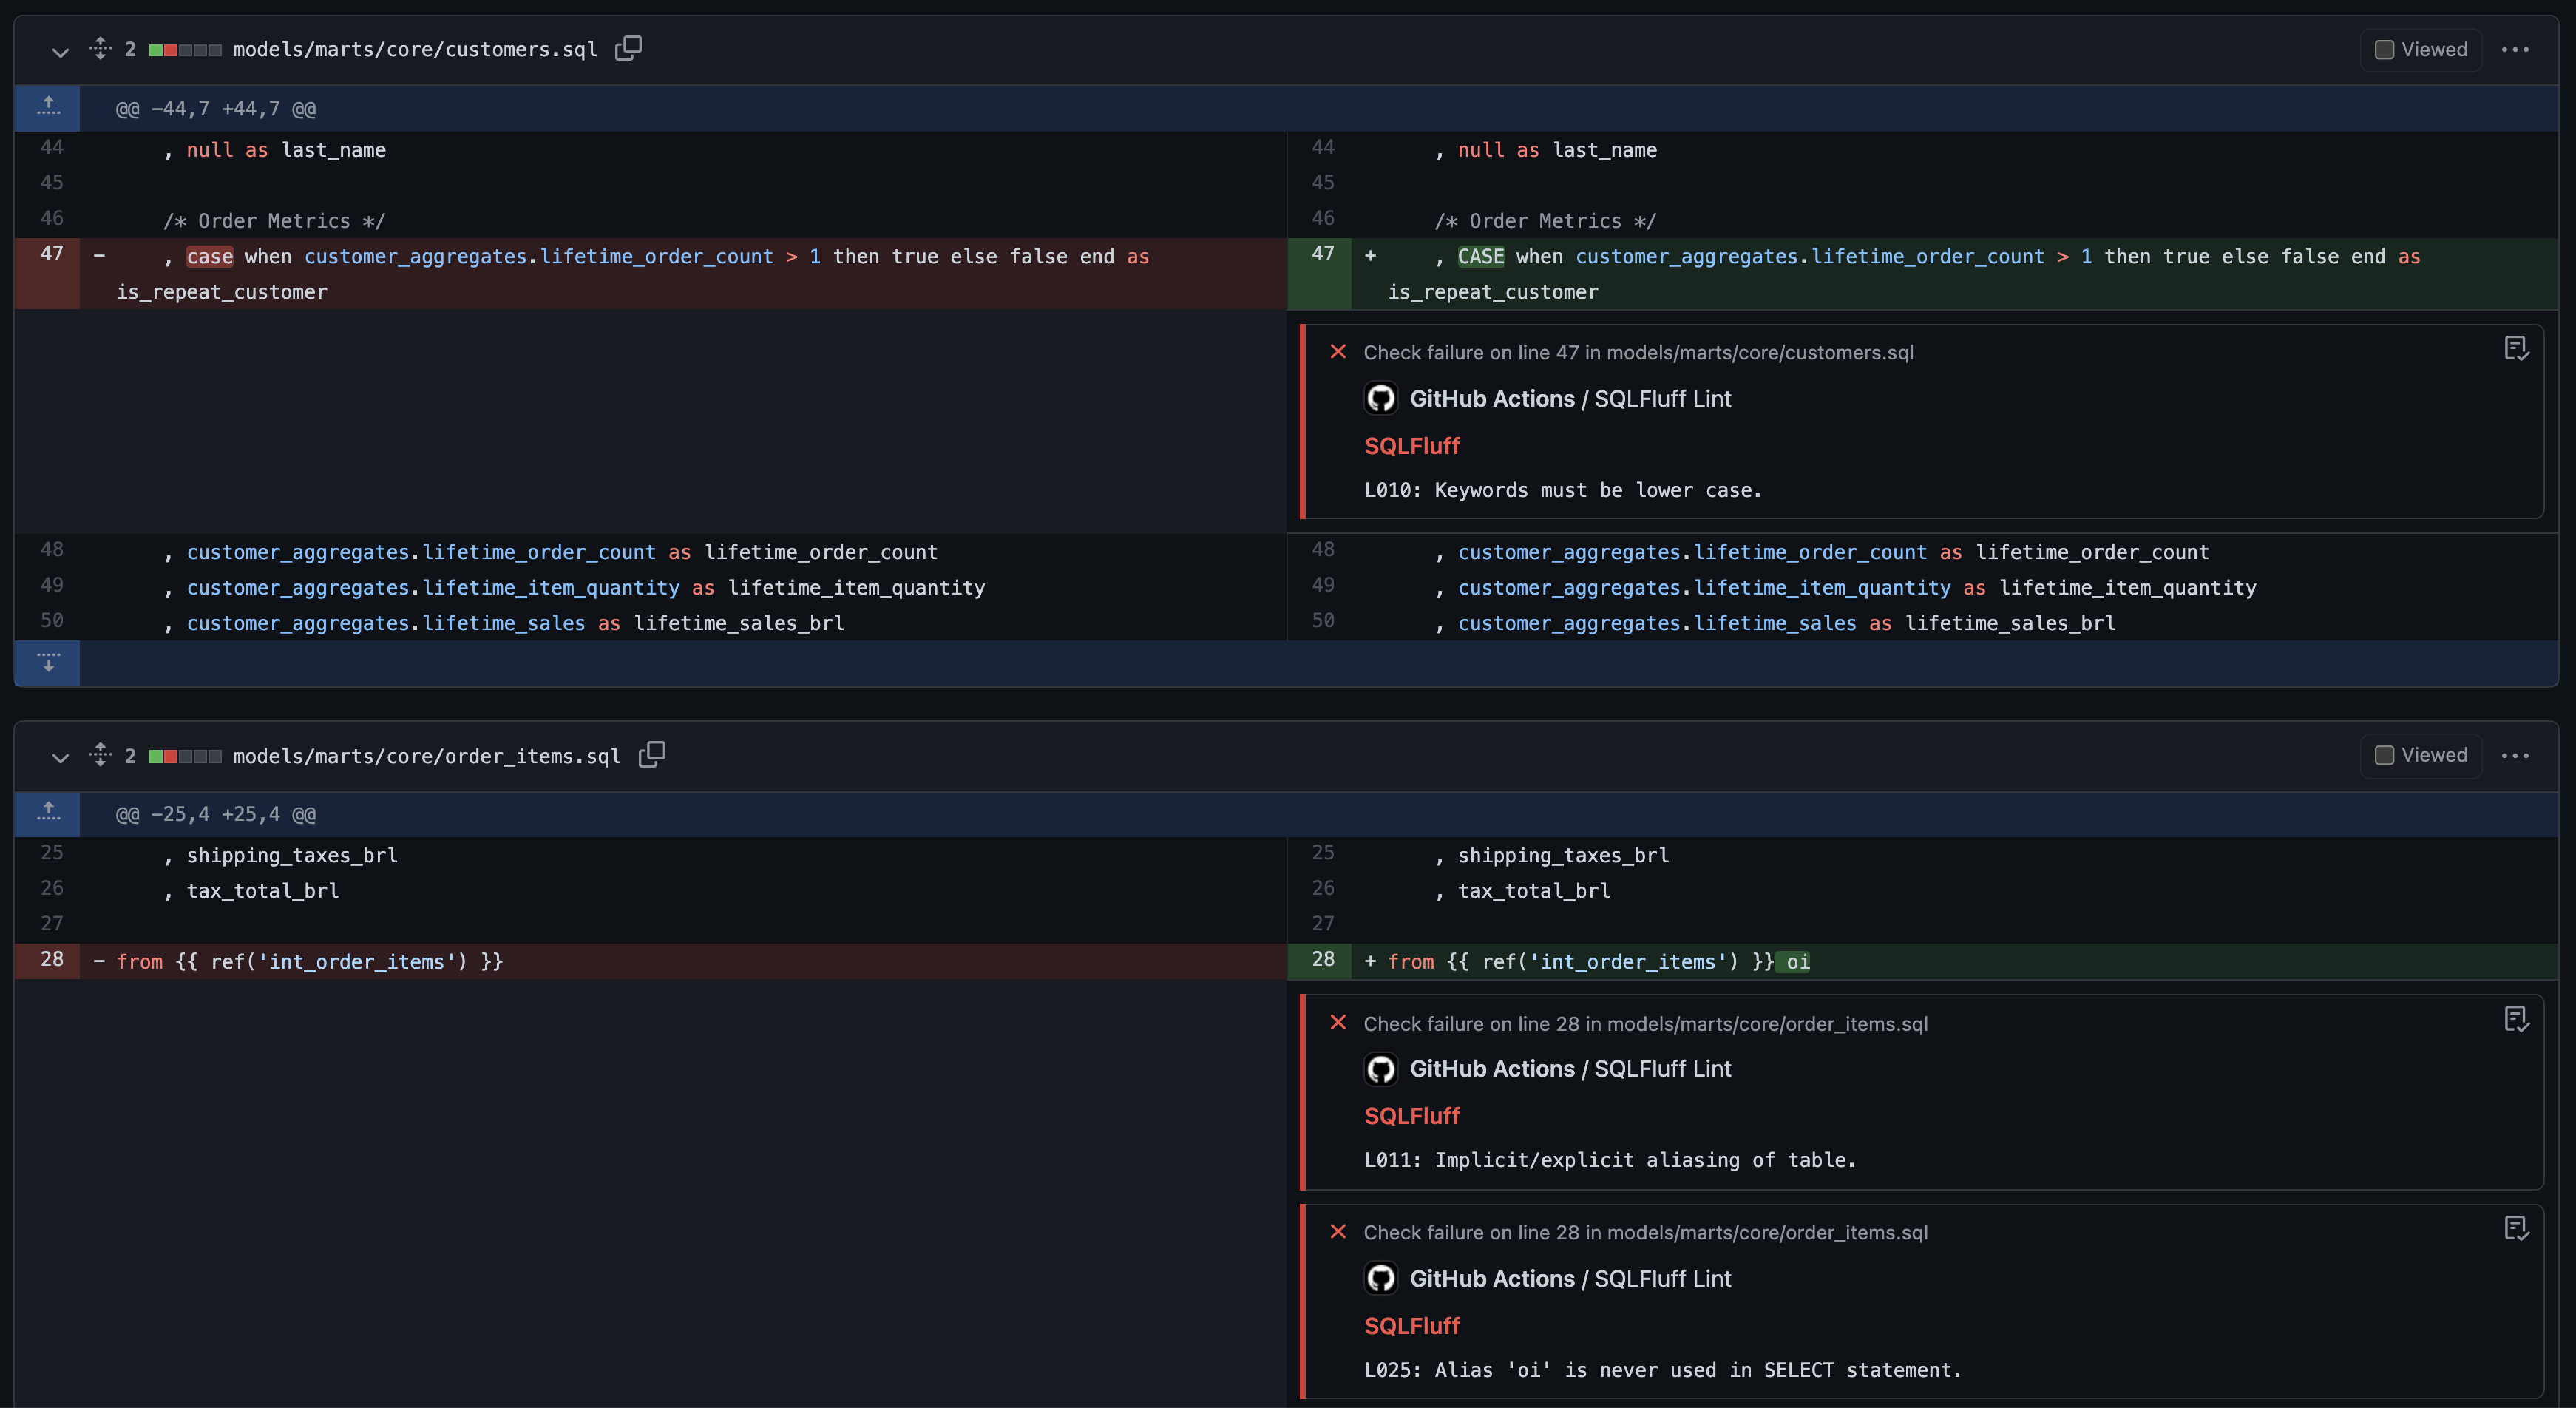 2 models/marts/core/customers.sql Viewed
@@ -44,7 +44,7 @@
44 , null as last_name
45
46 /* Order Metrics */
47 - , case when customer_aggregates.lifetime_order_count > 1 then true else false end as
is_repeat_customer
48 , customer_aggregates.lifetime_order_count as lifetime_order_count
49 , customer_aggregates.lifetime_item_quantity as lifetime_item_quantity
50 , customer_aggregates.lifetime_sales as lifetime_sales_brl
44 , null as last_name
45
46 /* Order Metrics */
47 + , CASE when customer_aggregates.lifetime_order_count > 1 then true else false end as
is_repeat_customer
Check failure on line 47 in models/marts/core/customers.sql
GitHub Actions / SQLFluff Lint
SQLFluff
L010: Keywords must be lower case.
48 , customer_aggregates.lifetime_order_count as lifetime_order_count
49 , customer_aggregates.lifetime_item_quantity as lifetime_item_quantity
50 , customer_aggregates.lifetime_sales as lifetime_sales_brl
2 models/marts/core/order_items.sql Viewed
@@ -25,4 +25,4 @@
25 , shipping_taxes_brl
26 , tax_total_brl
27
28 - from {{ ref('int_order_items') }}
25 , shipping_taxes_brl
26 , tax_total_brl
27
28 + from {{ ref('int_order_items') }} oi
Check failure on line 28 in models/marts/core/order_items.sql
GitHub Actions / SQLFluff Lint
SQLFluff
L011: Implicit/explicit aliasing of table.
Check failure on line 28 in models/marts/core/order_items.sql
GitHub Actions / SQLFluff Lint
SQLFluff
L025: Alias 'oi' is never used in SELECT statement.